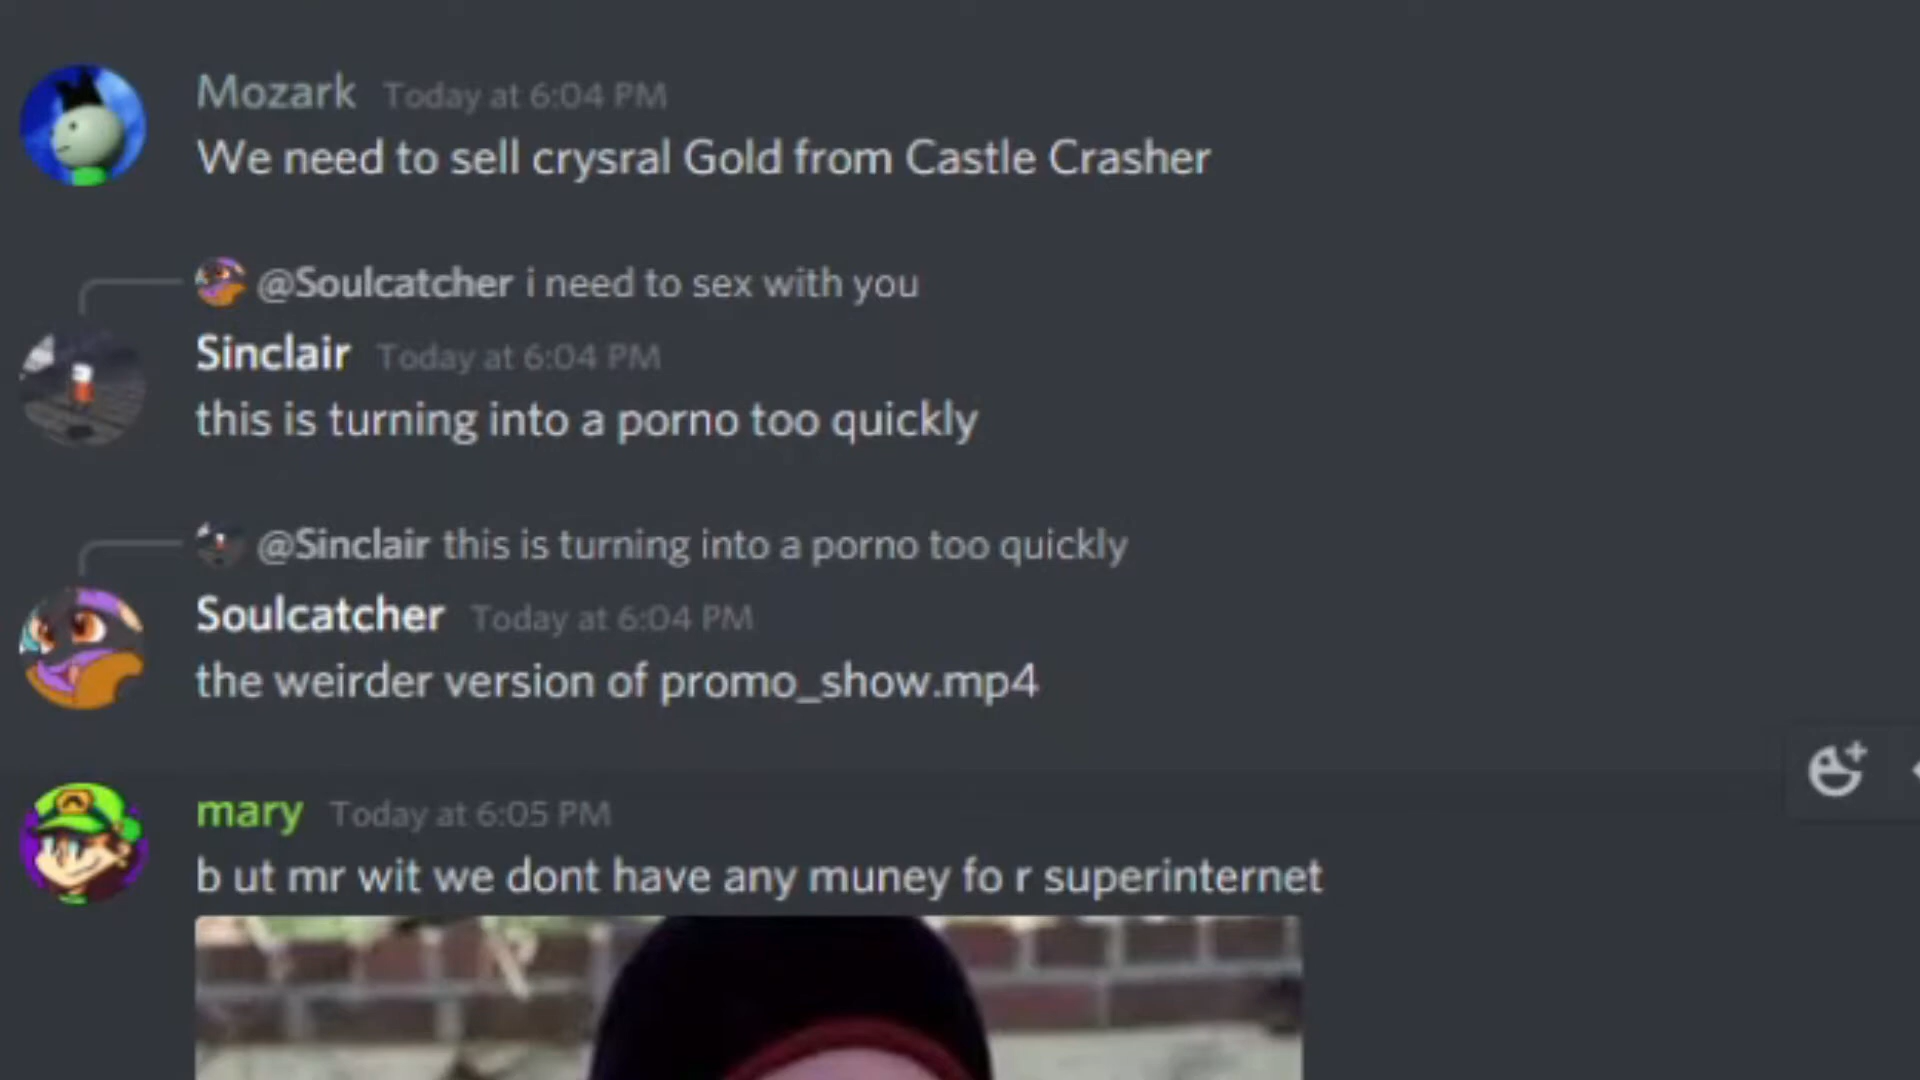 Mozark Today at 6:04 PM
We need to sell crysral Gold from Castle Crasher
@Soulcatcher i need to sex with you
Sinclair Today at 6:04 PM
this is turning into a porno too quickly
@Sinclair this is turning into a porno too quickly
Soulcatcher Today at 6:04 PM
the weirder version of promo_show.mp4
mary Today at 6:05 PM
b ut mr wit we dont have any muney fo r superinternet